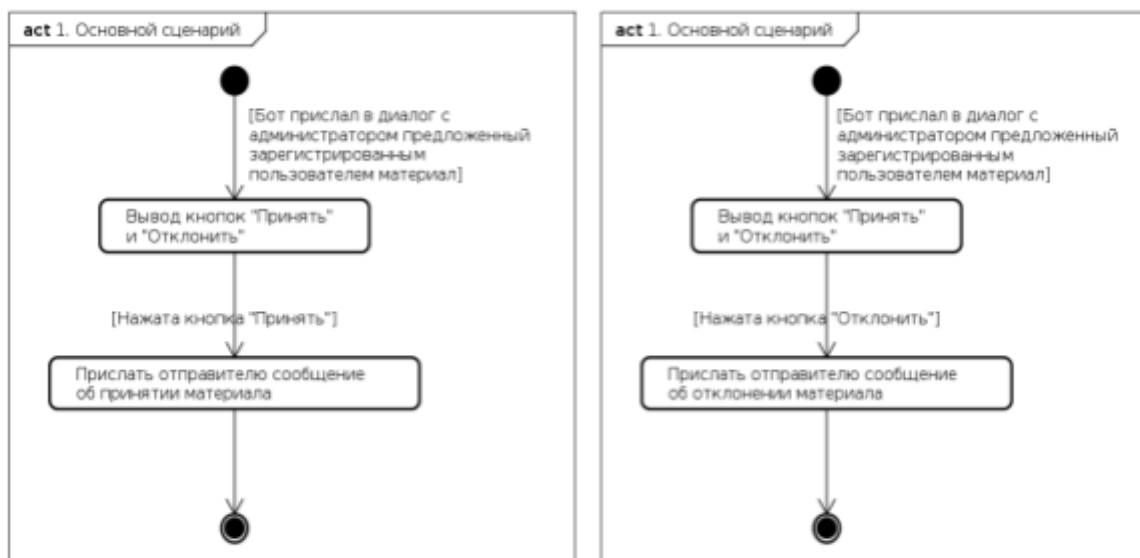 act 1. Основной сценарий
[Бот прислал в диалог с
администратором предложенный
зарегистрированным
пользователем материал]
Вывод кнопок "Принять"
и "Отклонить"
[Нажата кнопка "Принять"]
Прислать отправителю сообщение
об принятии материала
act 1. Основной сценарий
[Бот прислал в диалог с
администратором предложенный
зарегистрированным
пользователем материал]
Вывод кнопок "Принять"
и "Отклонить"
[Нажата кнопка "Отклонить"]
Прислать отправителю сообщение
об отклонении материала